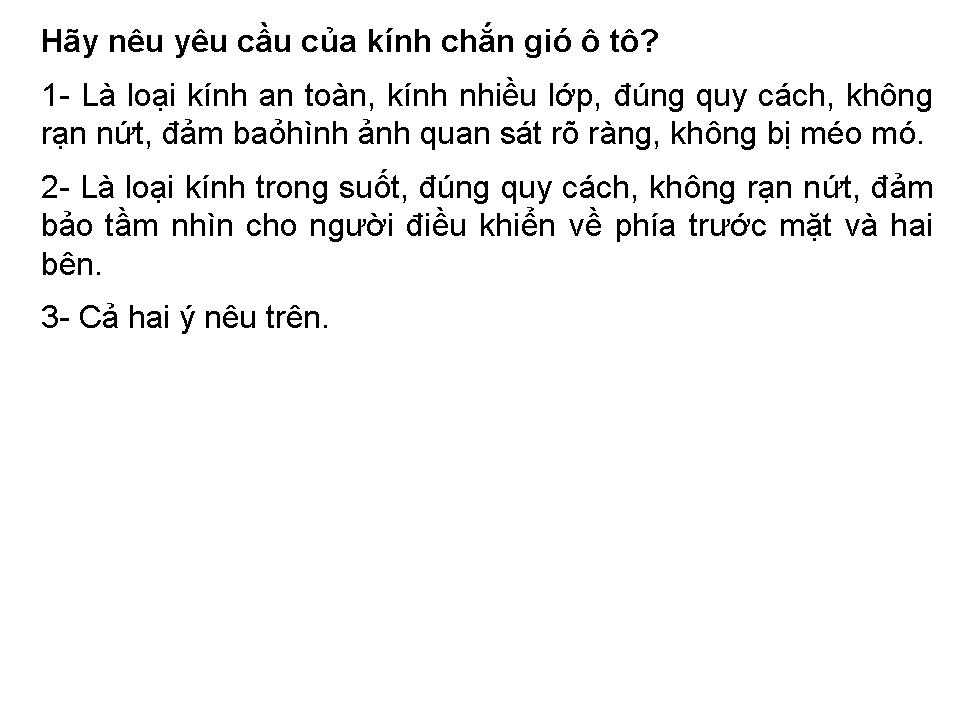 Hãy nêu yêu cầu của kính chắn gió ô tô?
1- Là loại kính an toàn, kính nhiều lớp, đúng quy cách, không
rạn nứt, đảm baỏhình ảnh quan sát rõ ràng, không bị méo mó.
2- Là loại kính trong suốt, đúng quy cách, không rạn nứt, đảm
bảo tầm nhìn cho người điều khiển về phía trước mặt và hai
bên.
3- Cả hai ý nêu trên.